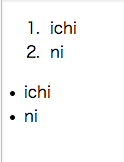 1. ichi
2. ni
• ichi
• ni